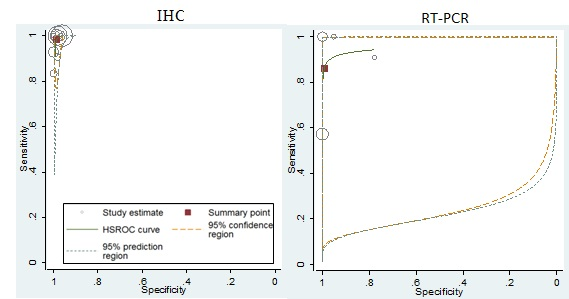 IHC
RT-PCR
Sensitivity
1
.8
.6
.4
.2
0
Study estimate
Summary point
HSROC curve
95% confidence
region
95% prediction
region
1
.8
.6
.4
.2
0
Specificity
Sensitivity
1
.8
.6
.4
.2
0
1
.8
.6
.4
.2
0
Specificity